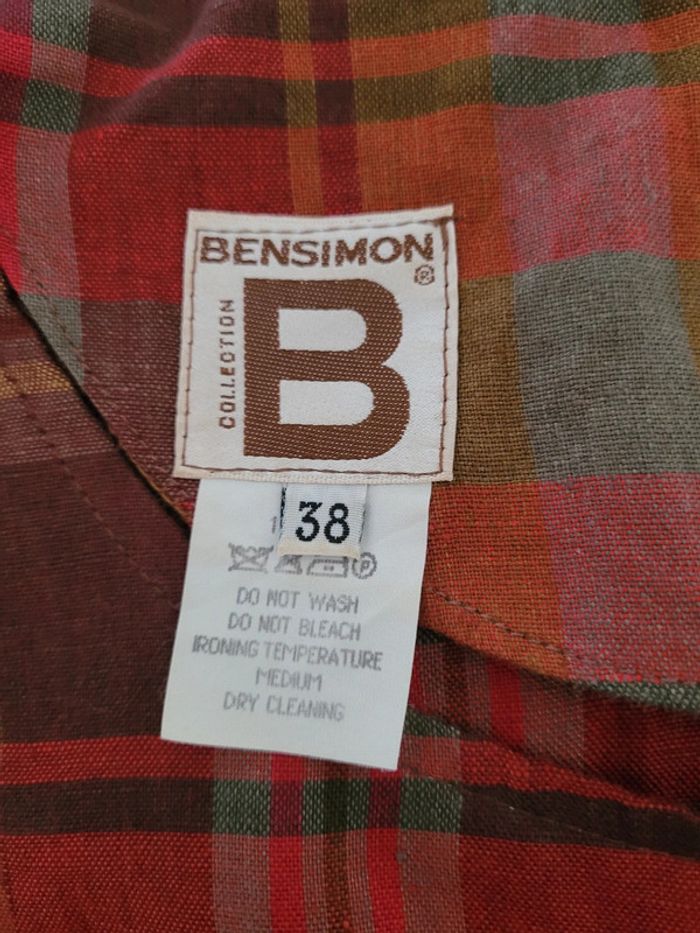 BENSIMON
®
COLLECTION
B
38
P
DO NOT WASH
DO NOT BLEACH
IRONING TEMPERATURE
MEDIUM
DRY CLEANING